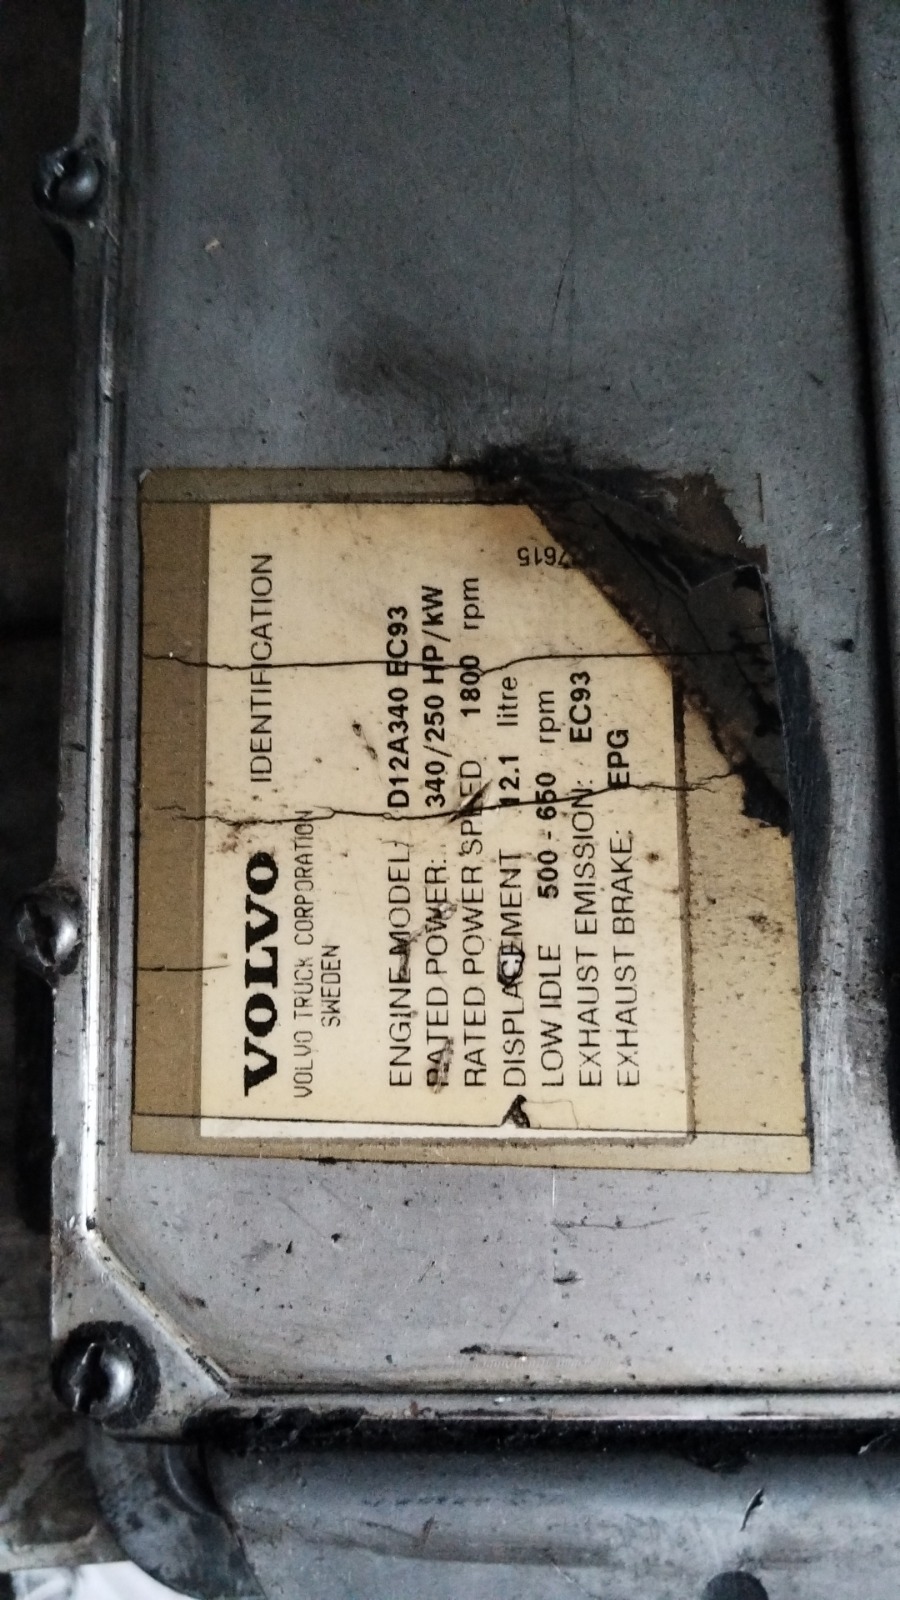 VOLVO IDENTIFICATION
VOLVO TRUCK CORPORATION
SWEDEN
ENGINE MODEL: D12A340 EC93
RATED POWER: 340/250 HP/kW
RATED POWER SPEED 1800 rpm
DISPLACEMENT 12.1 litre
LOW IDLE 500 - 650 rpm
EXHAUST EMISSION: EC93
EXHAUST BRAKE: EPG